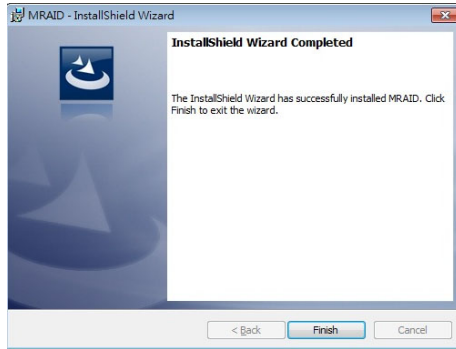 MRAID - InstallShield Wizard
InstallShield Wizard Completed
The InstallShield Wizard has successfully installed MRAID. Click
Finish to exit the wizard.
< Back
Finish
Cancel